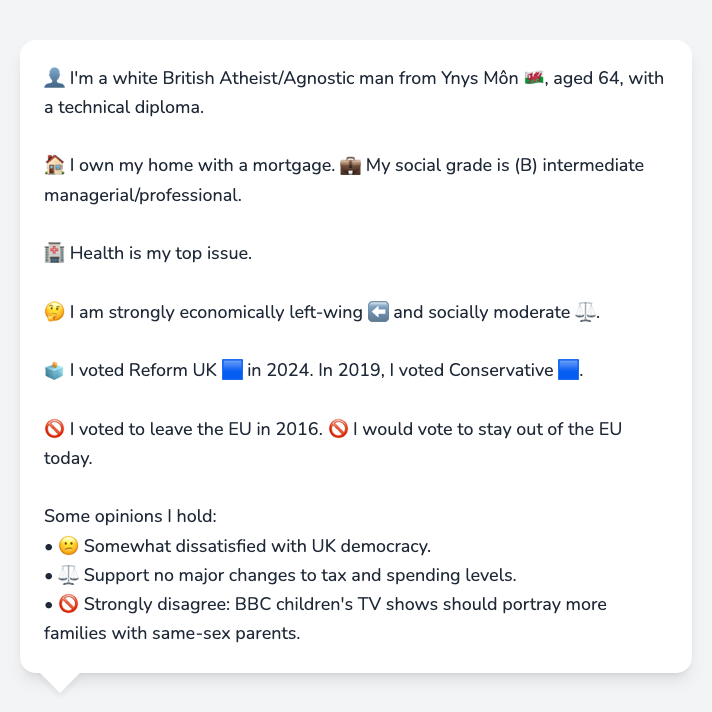 👤 I'm a white British Atheist/Agnostic man from Ynys Môn 🏴󠁧󠁢󠁷󠁬󠁳󠁿, aged 64, with
a technical diploma.
🏠 I own my home with a mortgage. 💼 My social grade is (B) intermediate
managerial/professional.
🏥 Health is my top issue.
🤔 I am strongly economically left-wing ⬅️ and socially moderate ⚖️.
🗳️ I voted Reform UK 🟦 in 2024. In 2019, I voted Conservative 🟦.
🚫 I voted to leave the EU in 2016. 🚫 I would vote to stay out of the EU
today.
Some opinions I hold:
• 😕 Somewhat dissatisfied with UK democracy.
• ⚖️ Support no major changes to tax and spending levels.
• 🚫 Strongly disagree: BBC children's TV shows should portray more
families with same-sex parents.